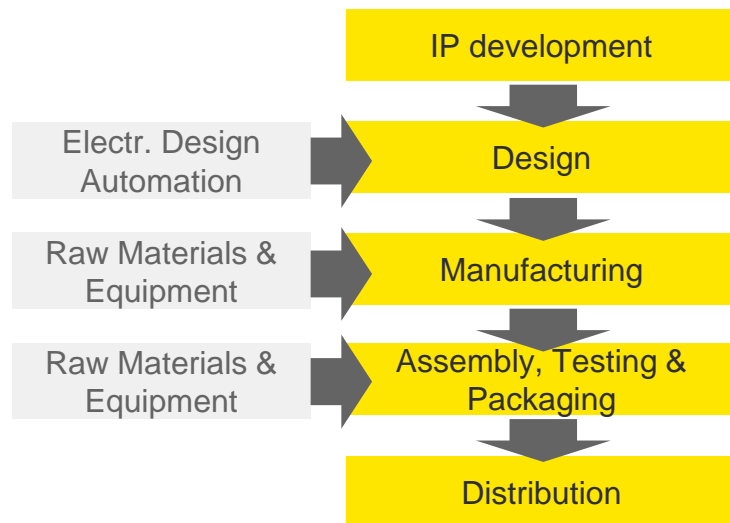 IP development
Electr. Design
Automation
Design
Raw Materials &
Equipment
Manufacturing
Raw Materials &
Equipment
Assembly, Testing &
Packaging
Distribution